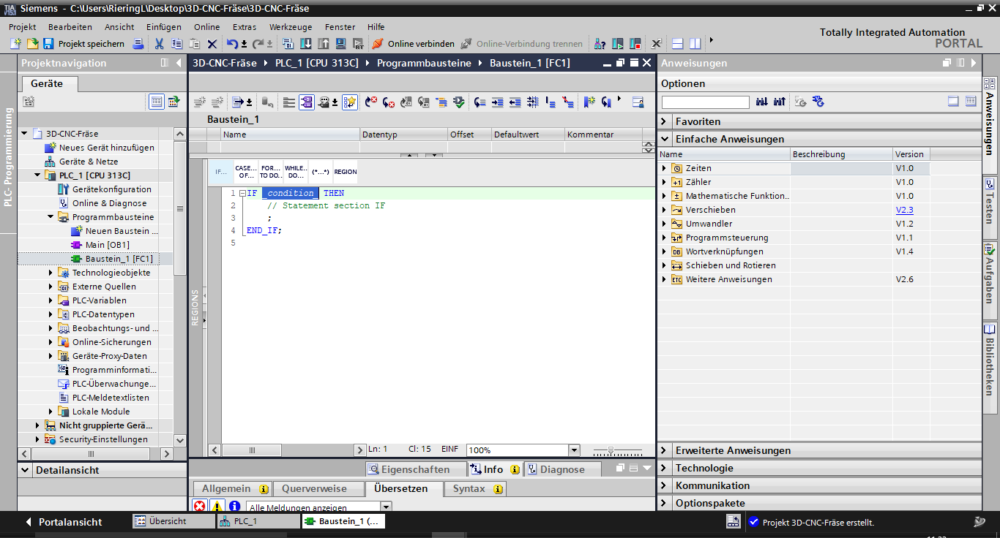 Siemens - C:\Users\RieringL\Desktop\3D-CNC-Fräse\3D-CNC-Fräse
Projekt Bearbeiten Ansicht Einfügen Online Extras Werkzeuge Fenster Hilfe
Totally Integrated Automation
PORTAL
Projekt speichern Online verbinden Online-Verbindung trennen
Projektnavigation
3D-CNC-Fräse PLC_1 [CPU 313C] Programmbausteine Baustein_1 [FC1]
Anweisungen
Geräte
Optionen
PLC- Programmierung
Baustein_1
Name Datentyp Offset Defaultwert Kommentar
3D-CNC-Fräse
Neues Gerät hinzufügen
Geräte & Netze
PLC_1 [CPU 313C]
Gerätekonfiguration
Online & Diagnose
Programmbausteine
Neuen Baustein ...
Main [OB1]
Baustein_1 [FC1]
Technologieobjekte
Externe Quellen
PLC-Variablen
PLC-Datentypen
Beobachtungs- und ...
Online-Sicherungen
Geräte-Proxy-Daten
Programminformati...
PLC-Überwachunge...
PLC-Meldetextlisten
Lokale Module
Nicht gruppierte Gerä...
Security-Einstellungen
Detailansicht
IF...
CASE... OF...
FOR... TO DO...
WHILE... DO...
(*...*)
REGION
1 IF _condition_ THEN
2 // Statement section IF
3 ;
4 END_IF;
5
REGIONS
Ln: 1 Cl: 15 EINF 100%
Eigenschaften Info Diagnose
Allgemein Querverweise Übersetzen Syntax
Alle Meldungen anzeigen
Favoriten
Einfache Anweisungen
Name Beschreibung Version
Zeiten V1.0
Zähler V1.0
Mathematische Funktion.. V1.0
Verschieben V2.3
Umwandler V1.2
Programmsteuerung V1.1
Wortverknüpfungen V1.4
Schieben und Rotieren
Weitere Anweisungen V2.6
Erweiterte Anweisungen
Technologie
Kommunikation
Optionspakete
Anweisungen
Testen
Aufgaben
Bibliotheken
Portalansicht Übersicht PLC_1 Baustein_1 (... Projekt 3D-CNC-Fräse erstellt.